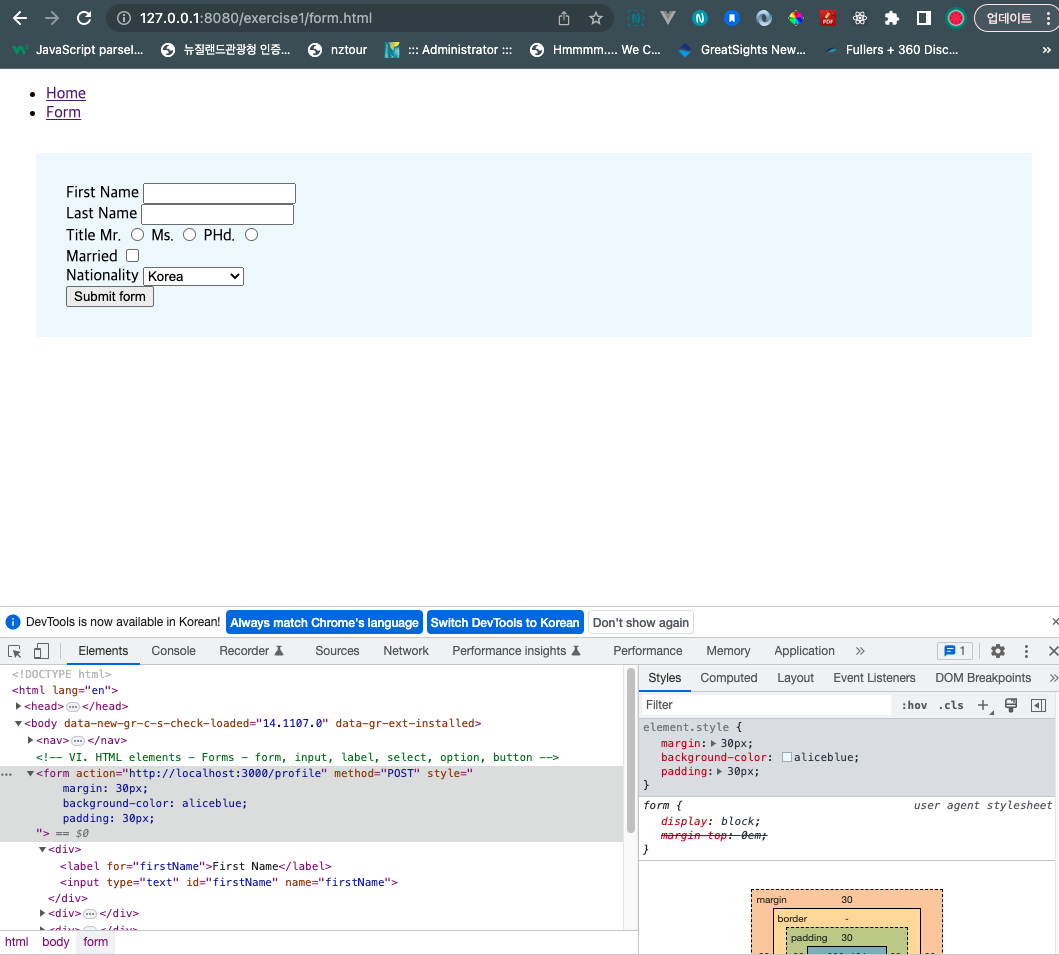 127.0.0.1:8080/exercise1/form.html
업데이트
JavaScript parsel... 뉴질랜드관광청 인증... nztour ::: Administrator ::: Hmmmm.... We C... GreatSights New... Fullers + 360 Disc... »
Home
Form
First Name
Last Name
Title Mr. Ms. PHd.
Married
Nationality Korea
Submit form
DevTools is now available in Korean! Always match Chrome's language Switch DevTools to Korean Don't show again
Elements Console Recorder Sources Network Performance insights Performance Memory Application » 1
<!DOCTYPE html>
<html lang="en">
<head>…</head>
<body data-new-gr-c-s-check-loaded="14.1107.0" data-gr-ext-installed>
<nav>…</nav>
<!-- VI. HTML elements - Forms - form, input, label, select, option, button -->
<form action="http://localhost:3000/profile" method="POST" style="
margin: 30px;
background-color: aliceblue;
padding: 30px;
"> == $0
<div>
<label for="firstName">First Name</label>
<input type="text" id="firstName" name="firstName">
</div>
<div>…</div>
<div>…</div>
html body form
Styles Computed Layout Event Listeners DOM Breakpoints »
Filter :hov .cls
element.style {
margin: 30px;
background-color: aliceblue;
padding: 30px;
}
form { user agent stylesheet
display: block;
margin-top: 0em;
}
margin 30
border -
padding 30